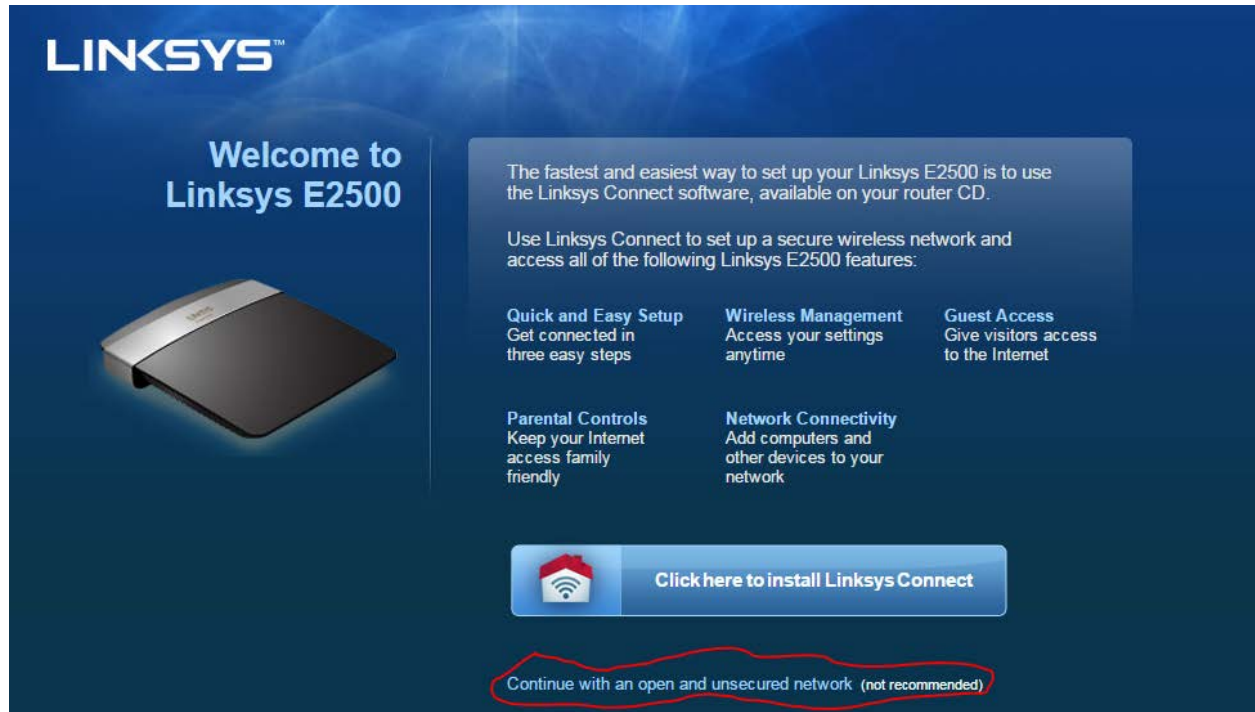 LINKSYS™
Welcome to
Linksys E2500
The fastest and easiest way to set up your Linksys E2500 is to use
the Linksys Connect software, available on your router CD.
Use Linksys Connect to set up a secure wireless network and
access all of the following Linksys E2500 features:
Quick and Easy Setup
Get connected in
three easy steps
Wireless Management
Access your settings
anytime
Guest Access
Give visitors access
to the Internet
Parental Controls
Keep your Internet
access family
friendly
Network Connectivity
Add computers and
other devices to your
network
Click here to install Linksys Connect
Continue with an open and unsecured network (not recommended)